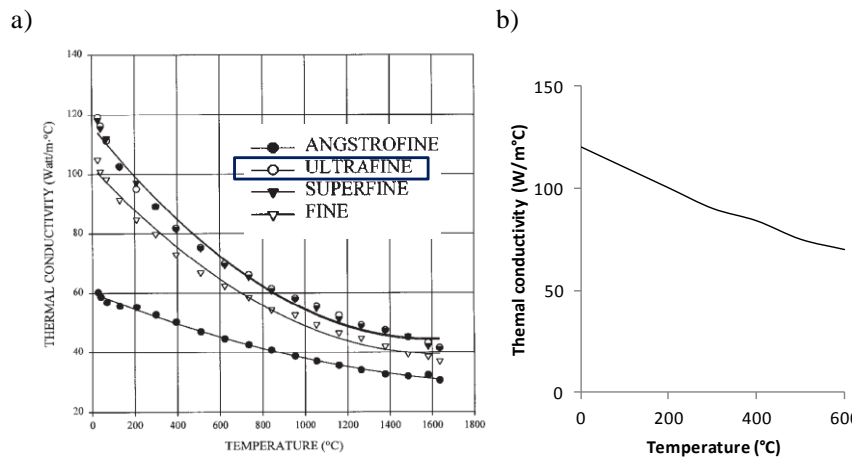 a)
b)
140
120
100
80
60
40
20
THERMAL CONDUCTIVITY (Watt/m-°C)
ANGSTROFINE
ULTRAFINE
SUPERFINE
FINE
0 200 400 600 800 1000 1200 1400 1600 1800
TEMPERATURE (°C)
150
100
50
0
Themal conductivity (W/m°C)
0 200 400 600
Temperature (°C)